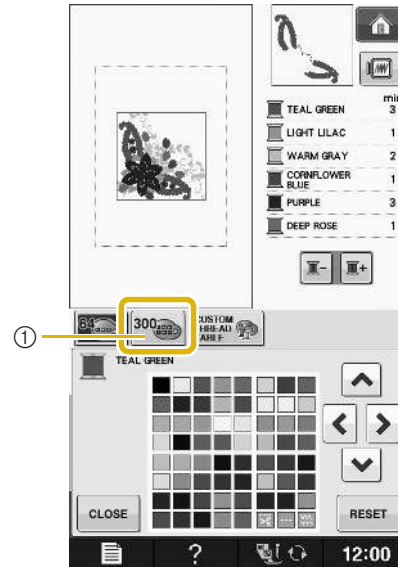 min
TEAL GREEN 3
LIGHT LILAC 1
WARM GRAY 2
CORNFLOWER
BLUE 1
PURPLE 3
DEEP ROSE 1
- +
64
300
CUSTOM
THREAD
TABLE
①
TEAL GREEN
CLOSE
RESET
?
12:00